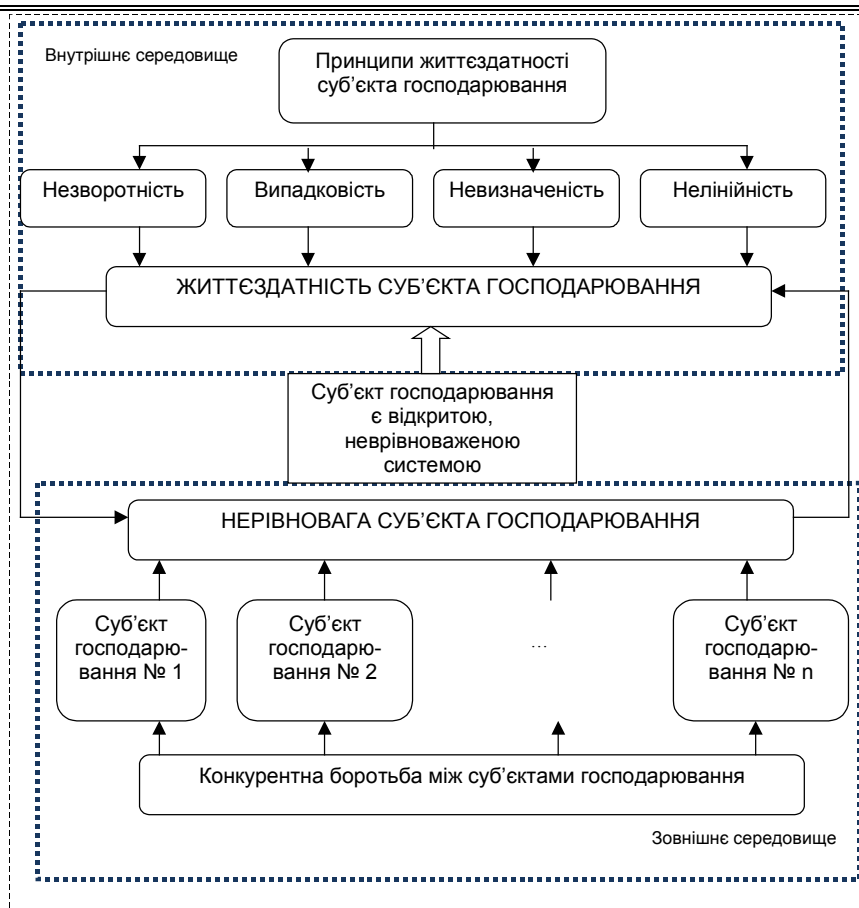 Внутрішнє середовище
Принципи життєздатності
суб’єкта господарювання
Незворотність
Випадковість
Невизначеність
Нелінійність
ЖИТТЄЗДАТНІСТЬ СУБ’ЄКТА ГОСПОДАРЮВАННЯ
Суб’єкт господарювання
є відкритою,
неврівноваженою
системою
НЕРІВНОВАГА СУБ’ЄКТА ГОСПОДАРЮВАННЯ
Суб’єкт
господарю-
вання № 1
Суб’єкт
господарю-
вання № 2
...
Суб’єкт
господарю-
вання № n
Конкурентна боротьба між суб’єктами господарювання
Зовнішнє середовище